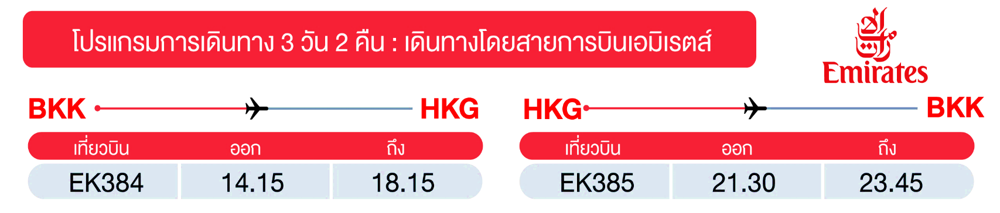 โปรแกรมการเดินทาง 3 วัน 2 คืน : เดินทางโดยสายการบินเอมิเรตส์
Emirates
BKK HKG
เที่ยวบิน ออก ถึง
EK384 14.15 18.15
HKG BKK
เที่ยวบิน ออก ถึง
EK385 21.30 23.45